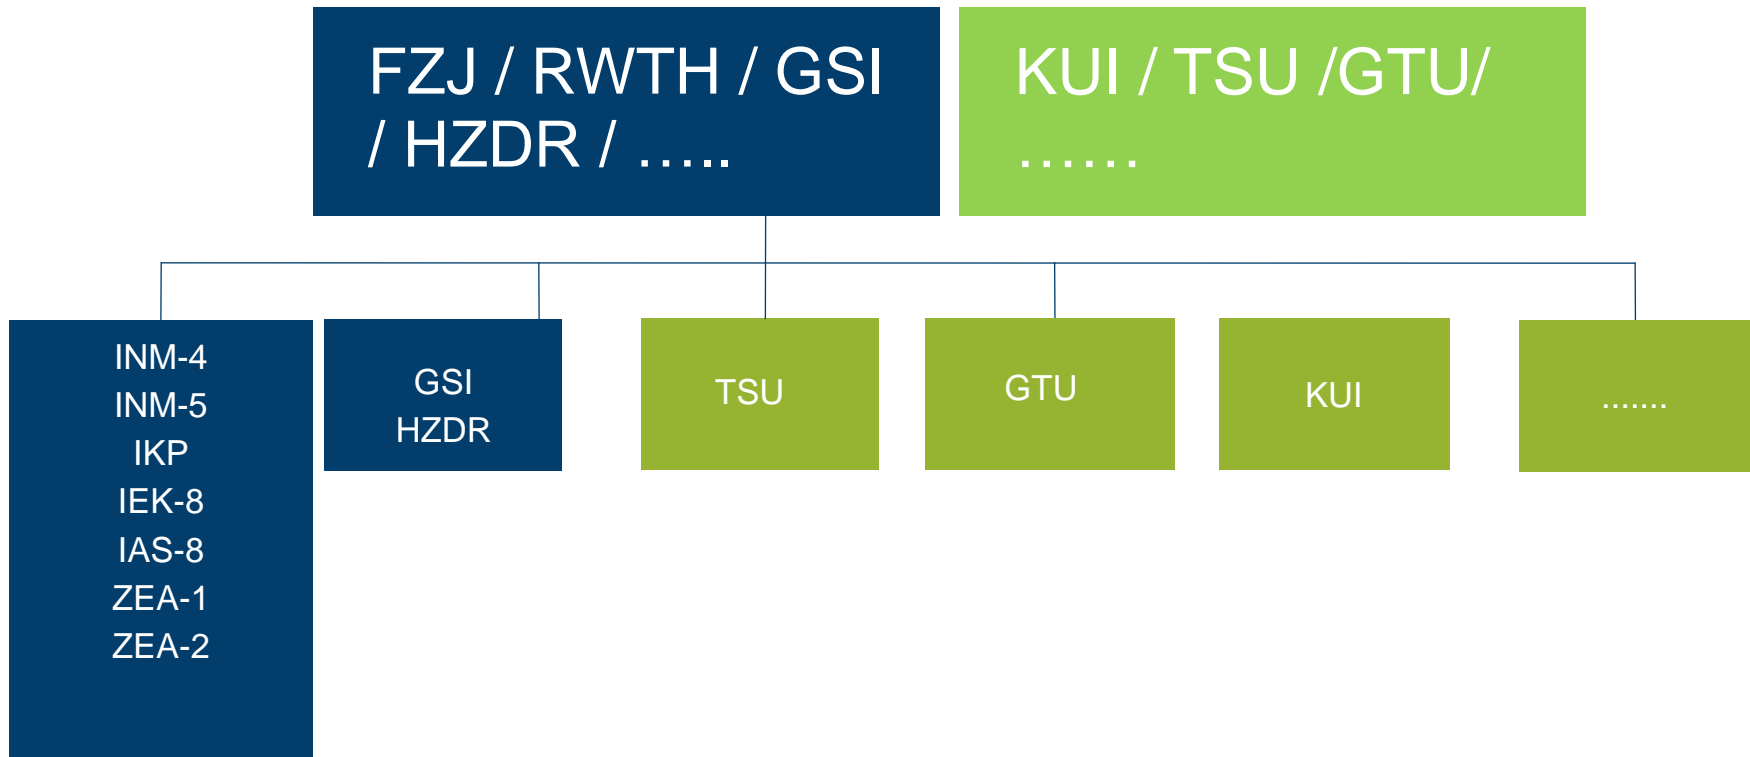 FZJ / RWTH / GSI
/ HZDR / …..
KUI / TSU /GTU/
……
INM-4
INM-5
IKP
IEK-8
IAS-8
ZEA-1
ZEA-2
GSI
HZDR
TSU
GTU
KUI
.......